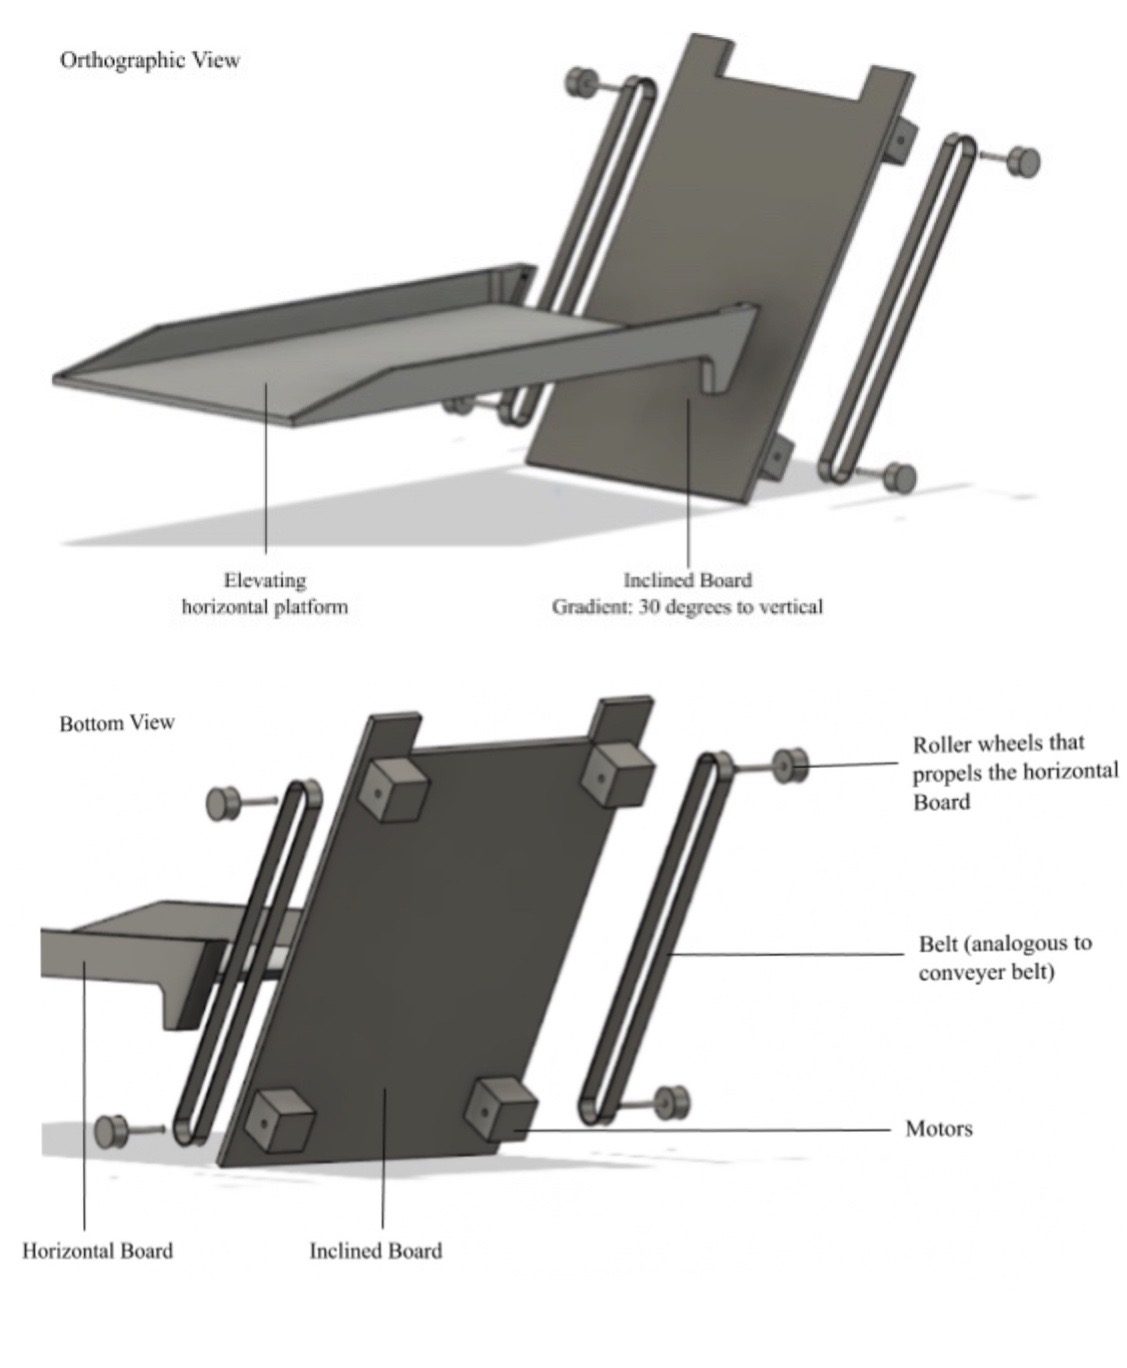 Orthographic View
Elevating
horizontal platform
Inclined Board
Gradient: 30 degrees to vertical
Bottom View
Roller wheels that
propels the horizontal
Board
Belt (analogous to
conveyer belt)
Motors
Horizontal Board
Inclined Board